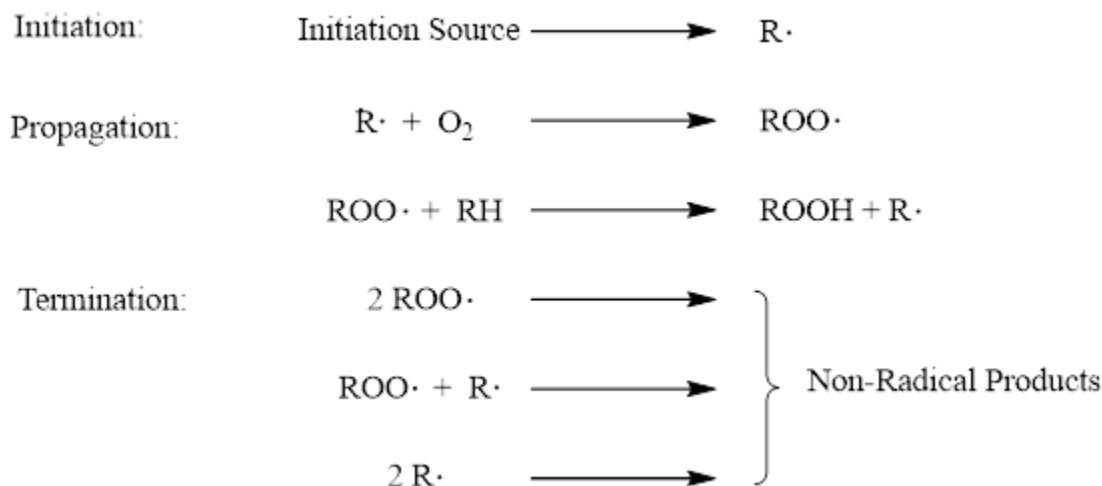 Initiation: Initiation Source R·
Propagation: R· + O2 ROO·
ROO· + RH ROOH + R·
Termination: 2 ROO·
ROO· + R· Non-Radical Products
2 R·